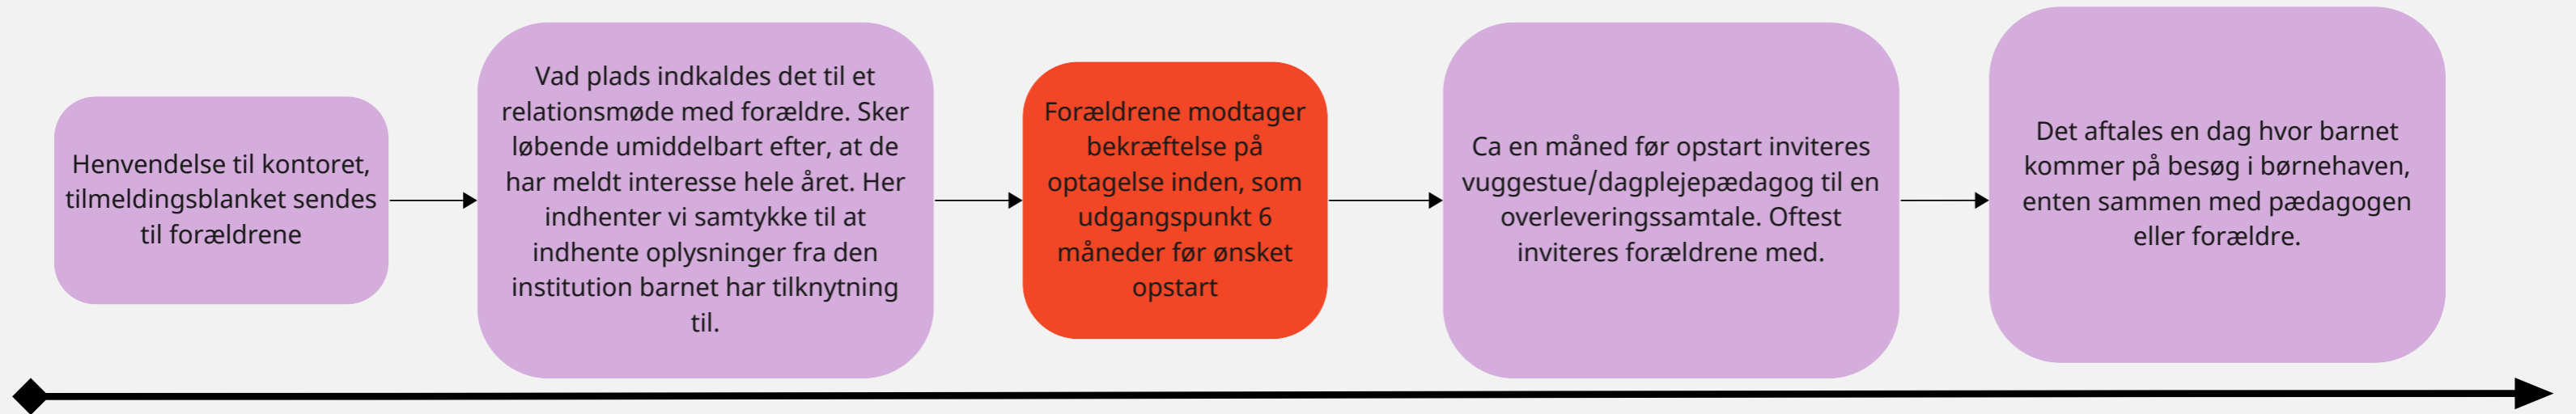 Henvendelse til kontoret,
tilmeldingsblanket sendes
til forældrene
Vad plads indkaldes det til et
relationsmøde med forældre. Sker
løbende umiddelbart efter, at de
har meldt interesse hele året. Her
indhenter vi samtykke til at
indhente oplysninger fra den
institution barnet har tilknytning
til.
Forældrene modtager
bekræftelse på
optagelse inden, som
udgangspunkt 6
måneder før ønsket
opstart
Ca en måned før opstart inviteres
vuggestue/dagplejepædagog til en
overleveringssamtale. Oftest
inviteres forældrene med.
Det aftales en dag hvor barnet
kommer på besøg i børnehaven,
enten sammen med pædagogen
eller forældre.